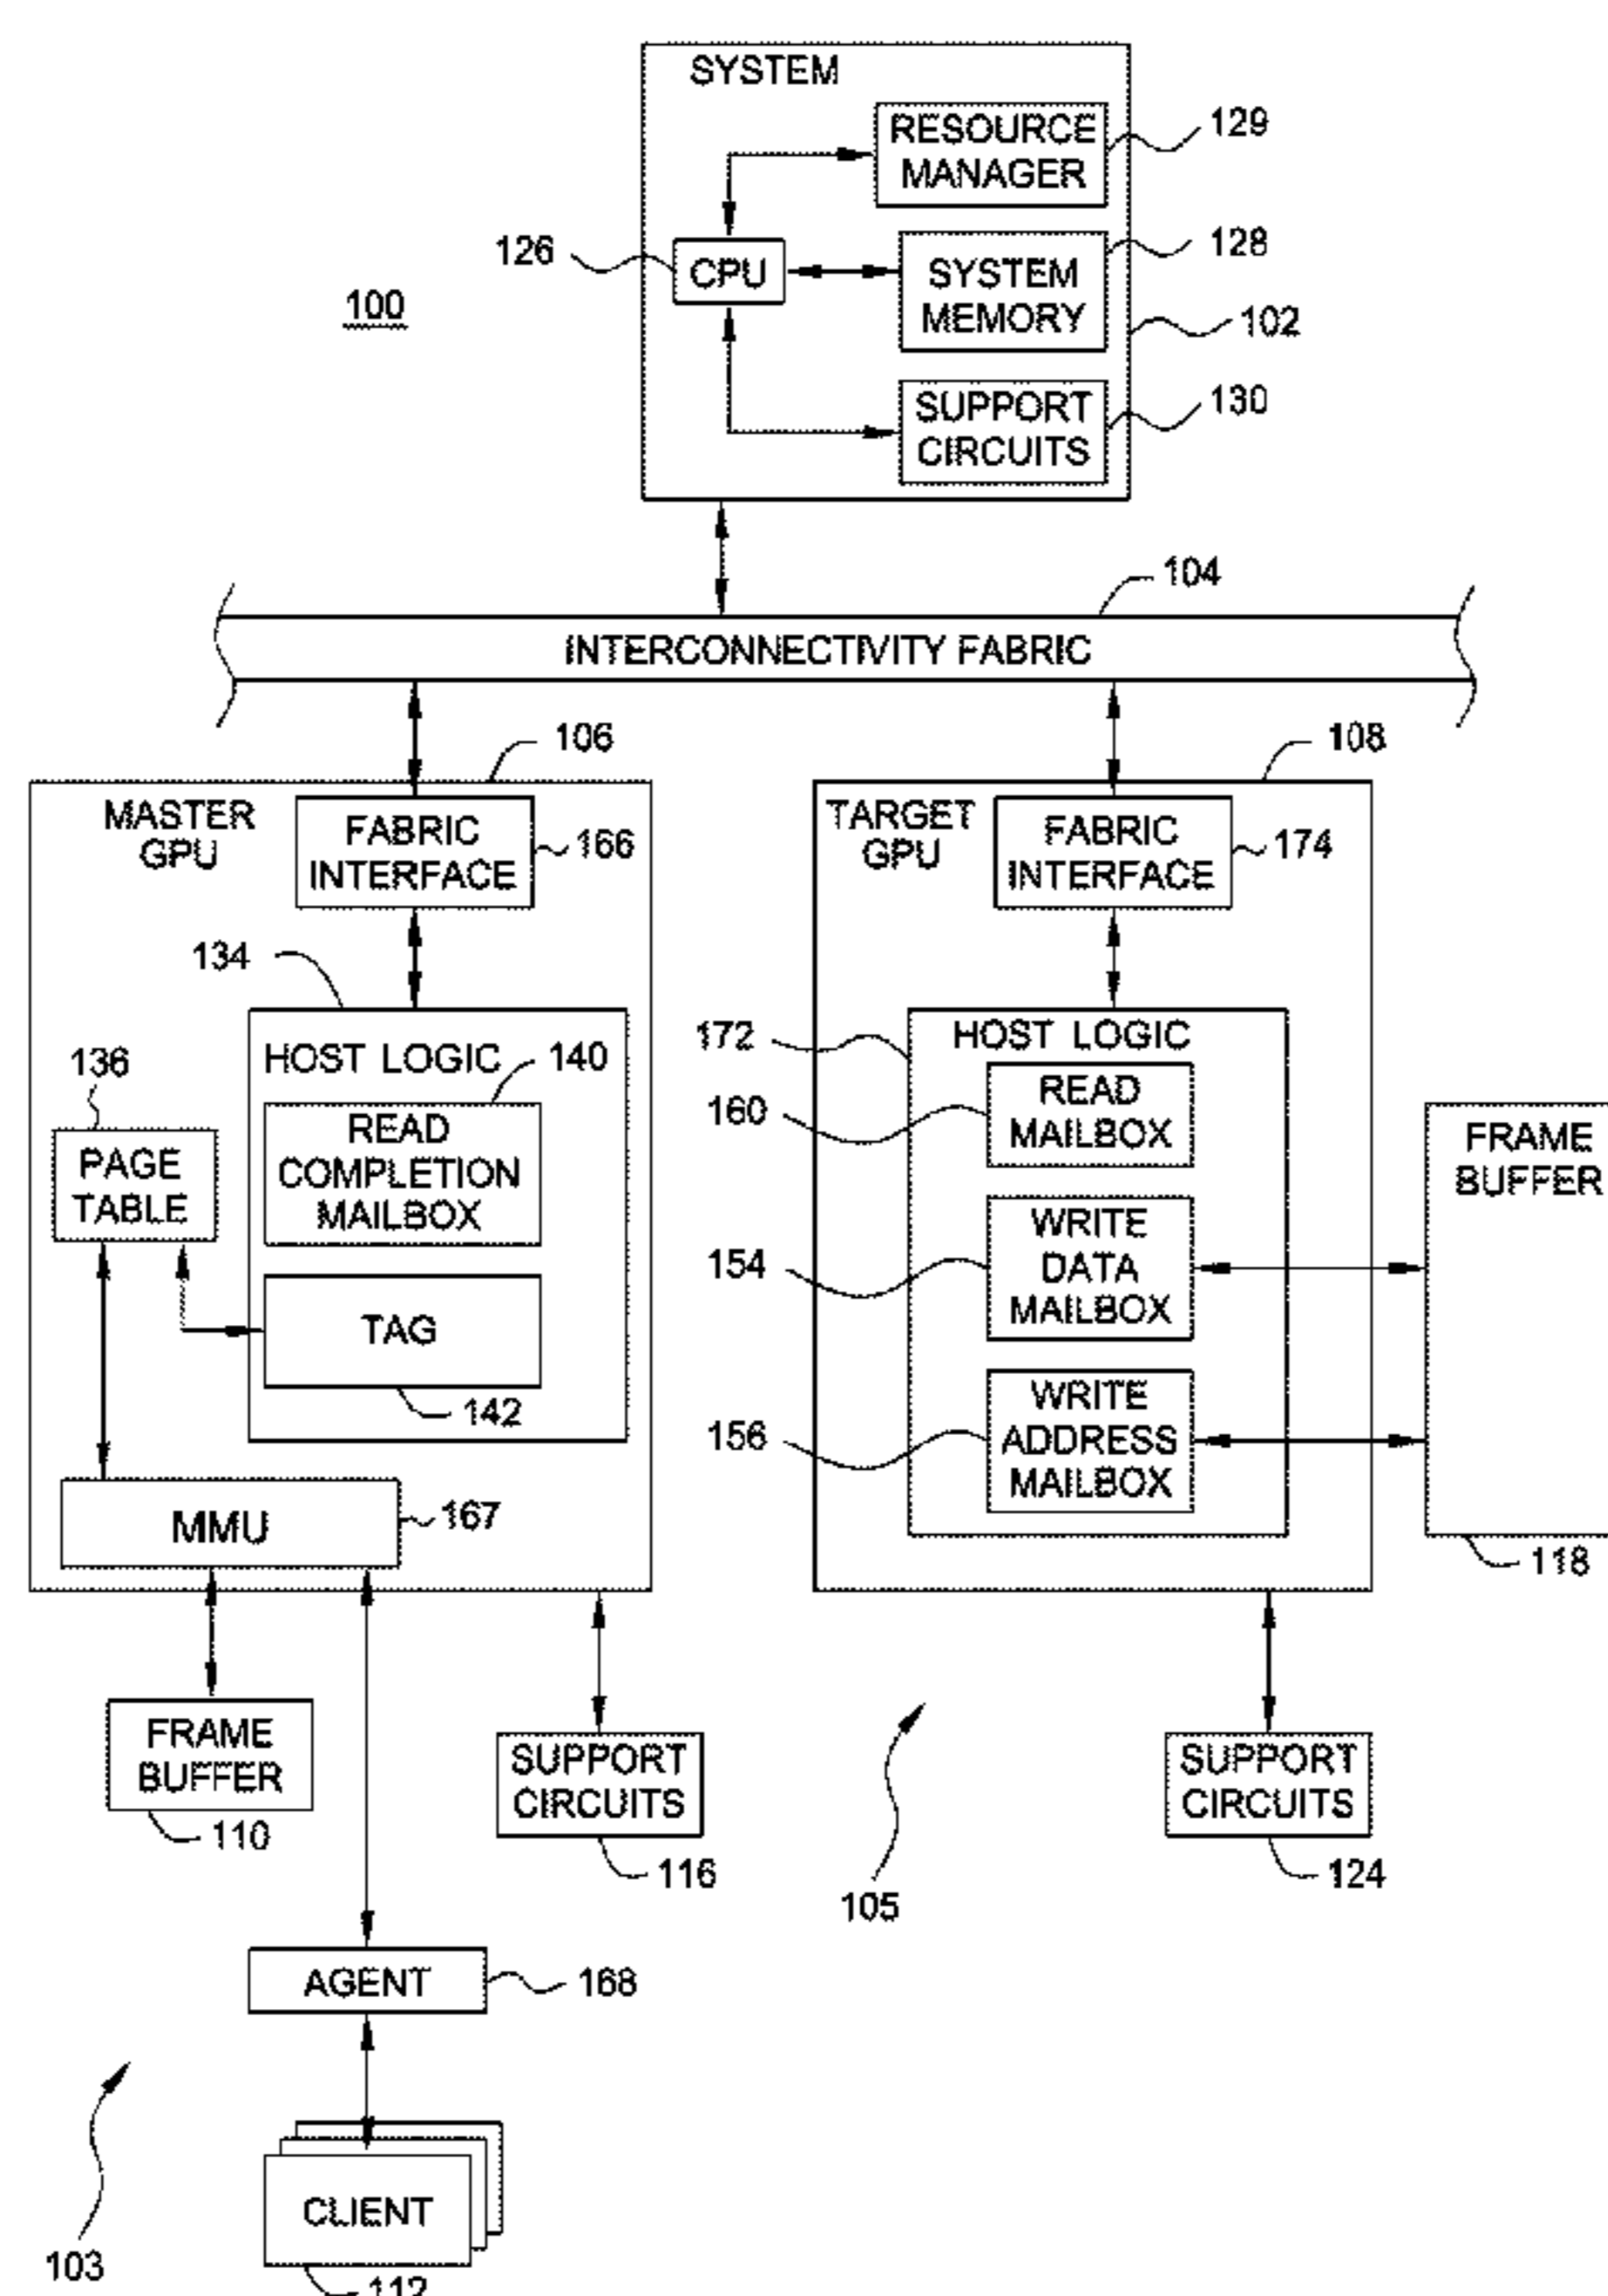 SYSTEM
RESOURCE
MANAGER
129
126
CPU
SYSTEM
MEMORY
128
100
102
SUPPORT
CIRCUITS
130
104
INTERCONNECTIVITY FABRIC
106
108
MASTER
GPU
FABRIC
INTERFACE
166
TARGET
GPU
FABRIC
INTERFACE
174
134
HOST LOGIC
140
136
PAGE
TABLE
READ
COMPLETION
MAILBOX
TAG
142
MMU
167
172
HOST LOGIC
160
READ
MAILBOX
154
WRITE
DATA
MAILBOX
156
WRITE
ADDRESS
MAILBOX
FRAME
BUFFER
118
FRAME
BUFFER
110
SUPPORT
CIRCUITS
116
105
SUPPORT
CIRCUITS
124
AGENT
168
CLIENT
103
112